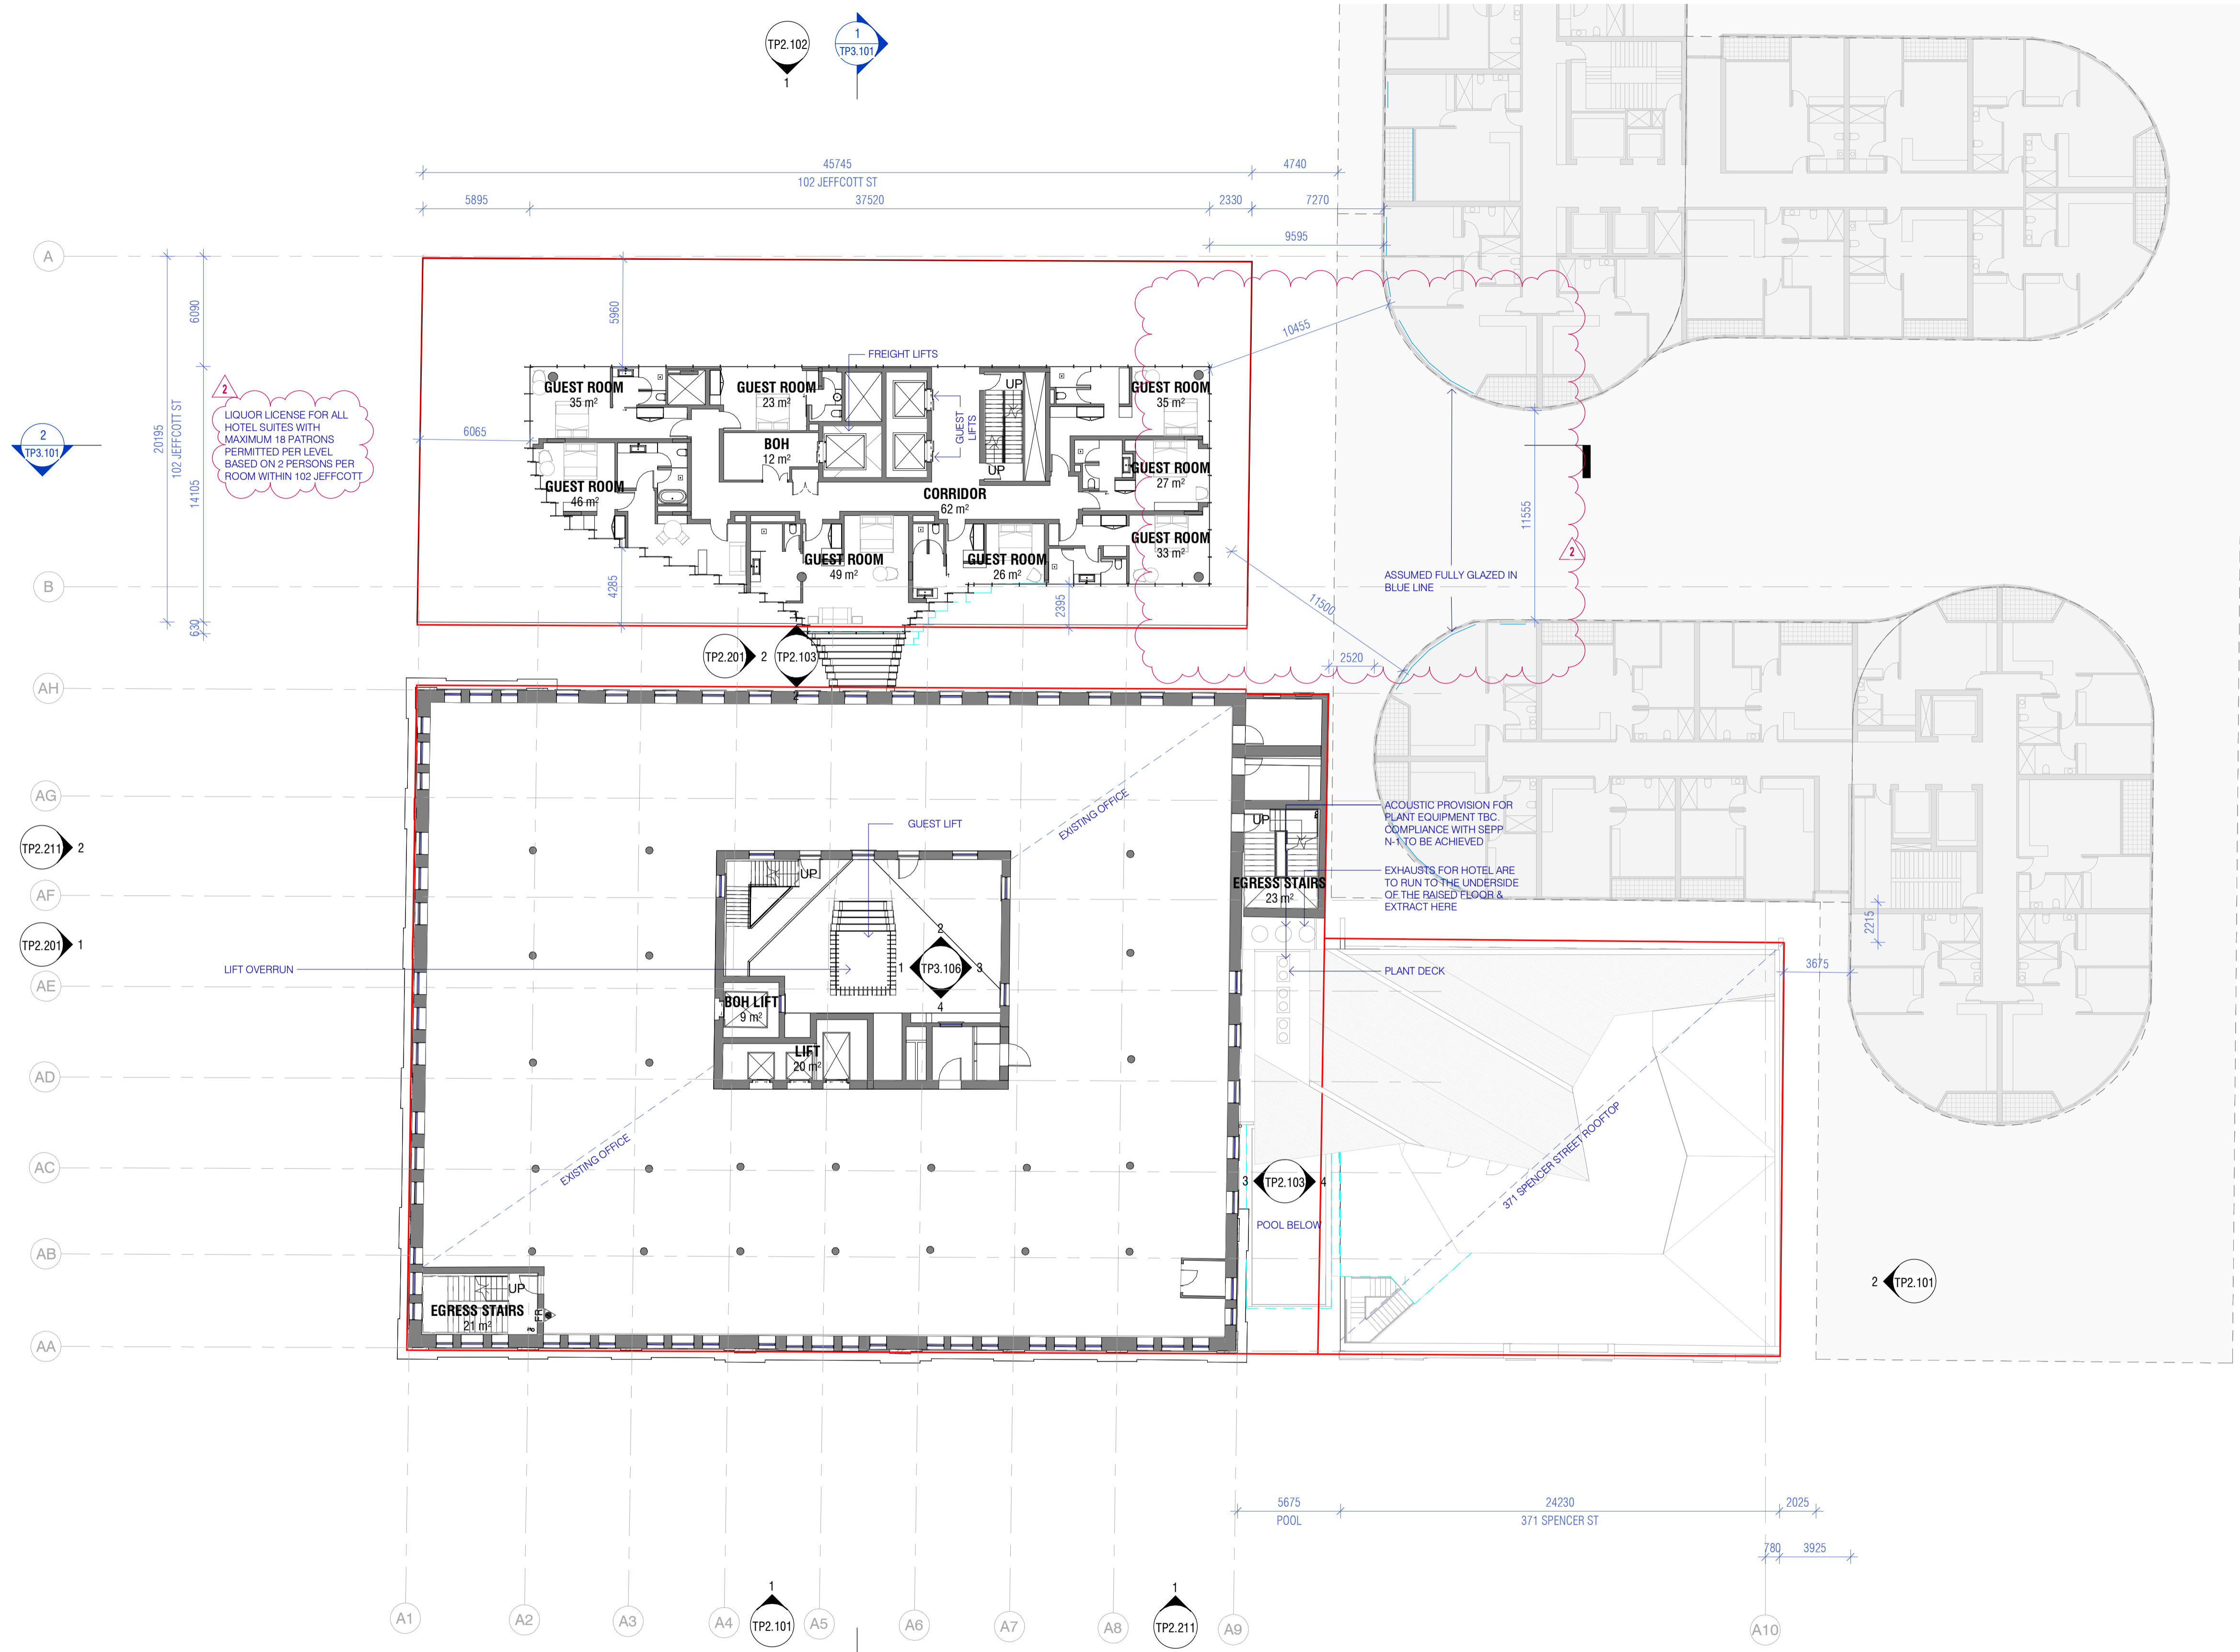 TP2.102
1
1
TP3.101
45745
4740
102 JEFFCOTT ST
5895
37520
2330
7270
9595
A
6090
5960
10455
FREIGHT LIFTS
2
LIQUOR LICENSE FOR ALL
HOTEL SUITES WITH
MAXIMUM 18 PATRONS
PERMITTED PER LEVEL
BASED ON 2 PERSONS PER
ROOM WITHIN 102 JEFFCOTT
GUEST ROOM
35 m²
GUEST ROOM
23 m²
UP
GUEST ROOM
35 m²
2
TP3.101
20195
102 JEFFCOTT ST
14105
6065
BOH
12 m²
GUEST
LIFTS
UP
GUEST ROOM
27 m²
GUEST ROOM
46 m²
CORRIDOR
62 m²
11555
GUEST ROOM
33 m²
2
GUEST ROOM
49 m²
GUEST ROOM
26 m²
ASSUMED FULLY GLAZED IN
BLUE LINE
B
4285
2395
11500
630
TP2.201
2
TP2.103
2
2520
AH
AG
EXISTING OFFICE
ACOUSTIC PROVISION FOR
PLANT EQUIPMENT TBC.
COMPLIANCE WITH SEPP
N-1 TO BE ACHIEVED
GUEST LIFT
UP
TP2.211
2
UP
EXHAUSTS FOR HOTEL ARE
TO RUN TO THE UNDERSIDE
OF THE RAISED FLOOR &
EXTRACT HERE
AF
EGRESS STAIRS
23 m²
2215
TP2.201
1
2
LIFT OVERRUN
1
TP3.106
3
4
PLANT DECK
3675
AE
BOH LIFT
9 m²
LIFT
20 m²
AD
371 SPENCER STREET ROOFTOP
EXISTING OFFICE
AC
3
TP2.103
4
POOL BELOW
AB
2
TP2.101
UP
EGRESS STAIRS
21 m²
FR
AA
5675
24230
2025
POOL
371 SPENCER ST
780
3925
1
1
A1
A2
A3
A4
TP2.101
A5
A6
A7
A8
TP2.211
A9
A10